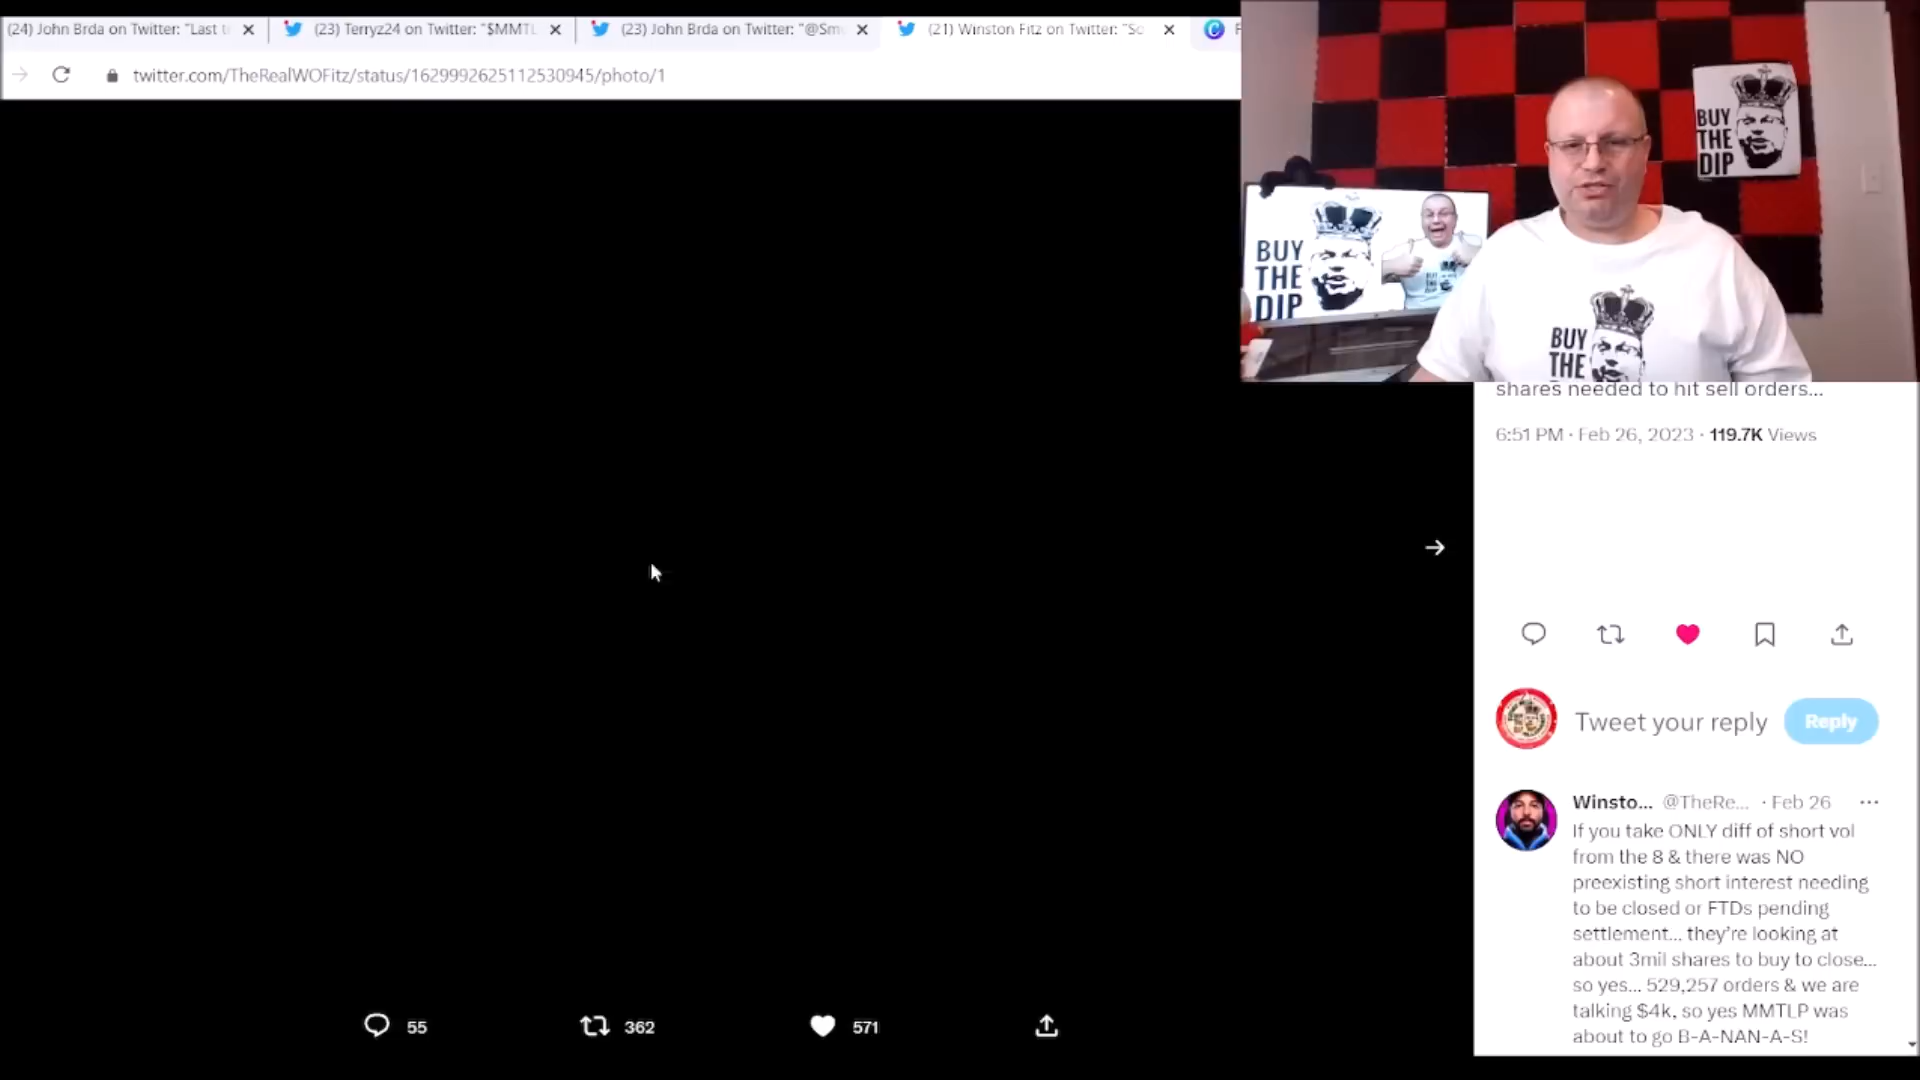 (24) John Brda on Twitter: "Last t
(23) Terryz24 on Twitter: "$MMTL
(23) John Brda on Twitter: "@Sm
(21) Winston Fitz on Twitter: "So
twitter.com/TheRealWOFitz/status/1629992625112530945/photo/1
BUY
THE
DIP
BUY
THE
DIP
BUY
THE
shares needed to hit sell orders...
6:51 PM · Feb 26, 2023 · 119.7K Views
Tweet your reply
Reply
Winsto... @TheRe... · Feb 26
If you take ONLY diff of short vol
from the 8 & there was NO
preexisting short interest needing
to be closed or FTDs pending
settlement... they're looking at
about 3mil shares to buy to close...
so yes... 529,257 orders & we are
talking $4k, so yes MMTLP was
about to go B-A-NAN-A-S!
55
362
571